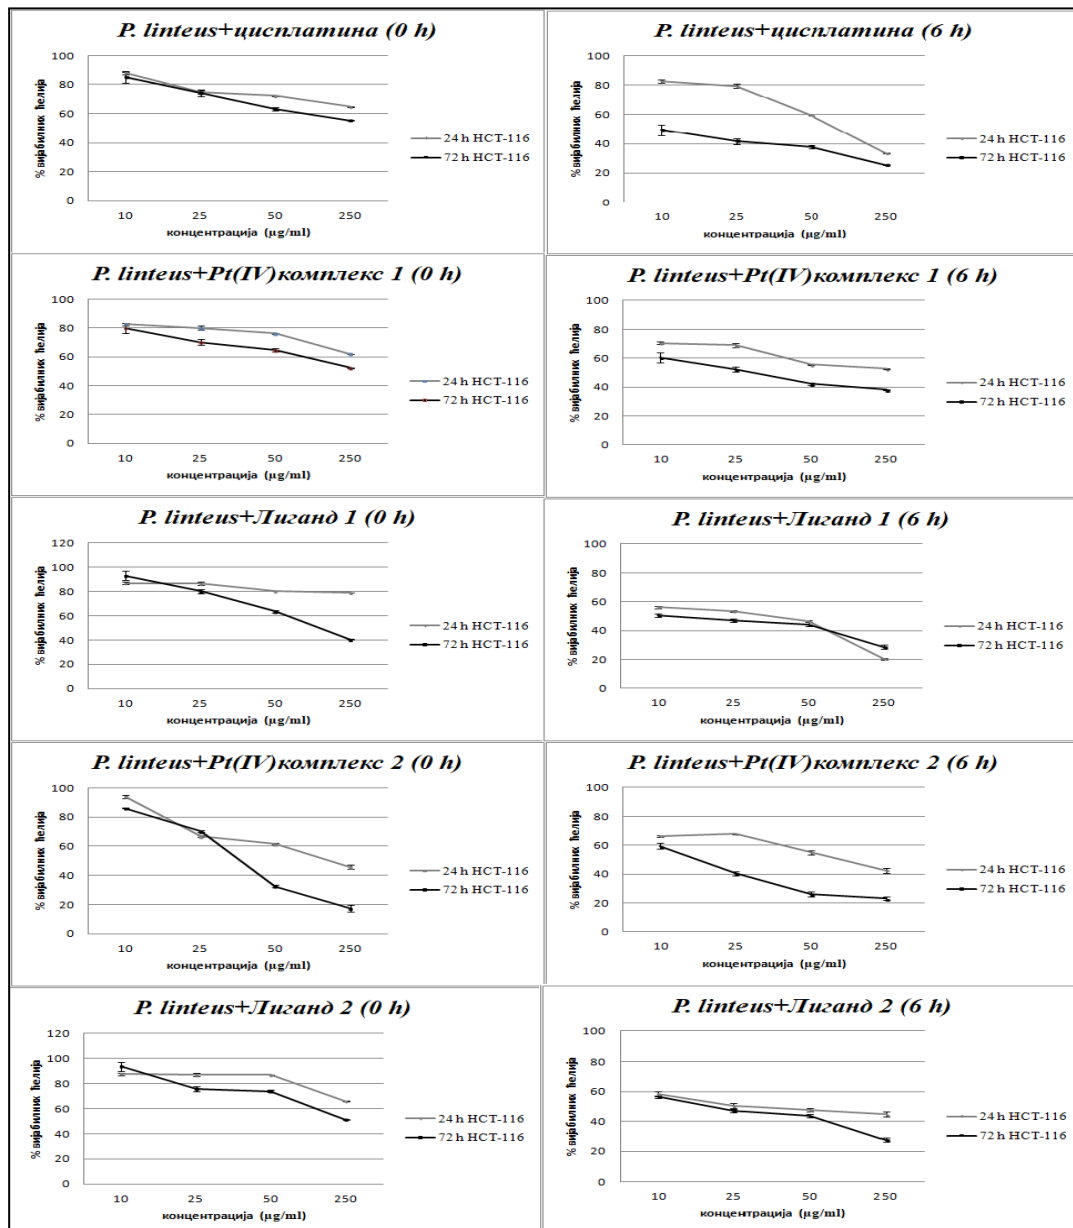 P. linteus+цисплатина (0 h)
% вијабилних ћелија
100
80
60
40
20
0
10 25 50 250
концентрација (µg/ml)
24 h HCT-116
72 h HCT-116
P. linteus+цисплатина (6 h)
% вијабилних ћелија
100
80
60
40
20
0
10 25 50 250
концентрација (µg/ml)
24 h HCT-116
72 h HCT-116
P. linteus+Pt(IV)комплекс 1 (0 h)
% вијабилних ћелија
100
80
60
40
20
0
10 25 50 250
концентрација (µg/ml)
24 h HCT-116
72 h HCT-116
P. linteus+Pt(IV)комплекс 1 (6 h)
% вијабилних ћелија
100
80
60
40
20
0
10 25 50 250
концентрација (µg/ml)
24 h HCT-116
72 h HCT-116
P. linteus+Лиганд 1 (0 h)
% вијабилних ћелија
120
100
80
60
40
20
0
10 25 50 250
концентрација (µg/ml)
24 h HCT-116
72 h HCT-116
P. linteus+Лиганд 1 (6 h)
% вијабилних ћелија
100
80
60
40
20
0
10 25 50 250
концентрација (µg/ml)
24 h HCT-116
72 h HCT-116
P. linteus+Pt(IV)комплекс 2 (0 h)
% вијабилних ћелија
100
80
60
40
20
0
10 25 50 250
концентрација (µg/ml)
24 h HCT-116
72 h HCT-116
P. linteus+Pt(IV)комплекс 2 (6 h)
% вијабилних ћелија
100
80
60
40
20
0
10 25 50 250
концентрација (µg/ml)
24 h HCT-116
72 h HCT-116
P. linteus+Лиганд 2 (0 h)
% вијабилних ћелија
120
100
80
60
40
20
0
10 25 50 250
концентрација (µg/ml)
24 h HCT-116
72 h HCT-116
P. linteus+Лиганд 2 (6 h)
% вијабилних ћелија
100
80
60
40
20
0
10 25 50 250
концентрација (µg/ml)
24 h HCT-116
72 h HCT-116